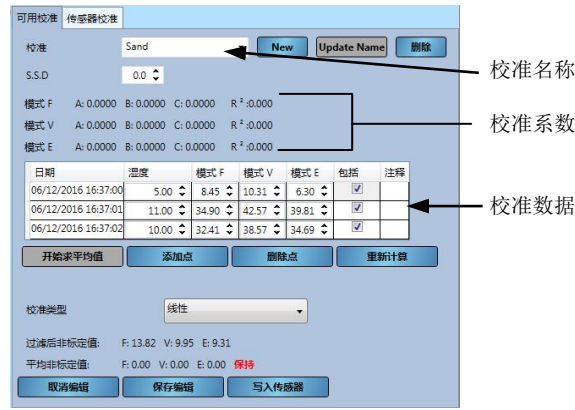 可用校准 传感器校准
校准 Sand New Update Name 删除
校准名称
S.S.D 0.0
模式 F A: 0.0000 B: 0.0000 C: 0.0000 R ² :0.000
模式 V A: 0.0000 B: 0.0000 C: 0.0000 R ² :0.000
校准系数
模式 E A: 0.0000 B: 0.0000 C: 0.0000 R ² :0.000
日期 湿度 模式 F 模式 V 模式 E 包括 注释
06/12/2016 16:37:00 5.00 8.45 10.31 6.30
06/12/2016 16:37:01 11.00 34.90 42.57 39.81
校准数据
06/12/2016 16:37:02 10.00 32.41 38.57 34.69
开始求平均值 添加点 删除点 重新计算
校准类型 线性
过滤后非标定值: F: 13.82 V: 9.95 E: 9.31
平均非标定值: F: 0.00 V: 0.00 E: 0.00 保持
取消编辑 保存编辑 写入传感器